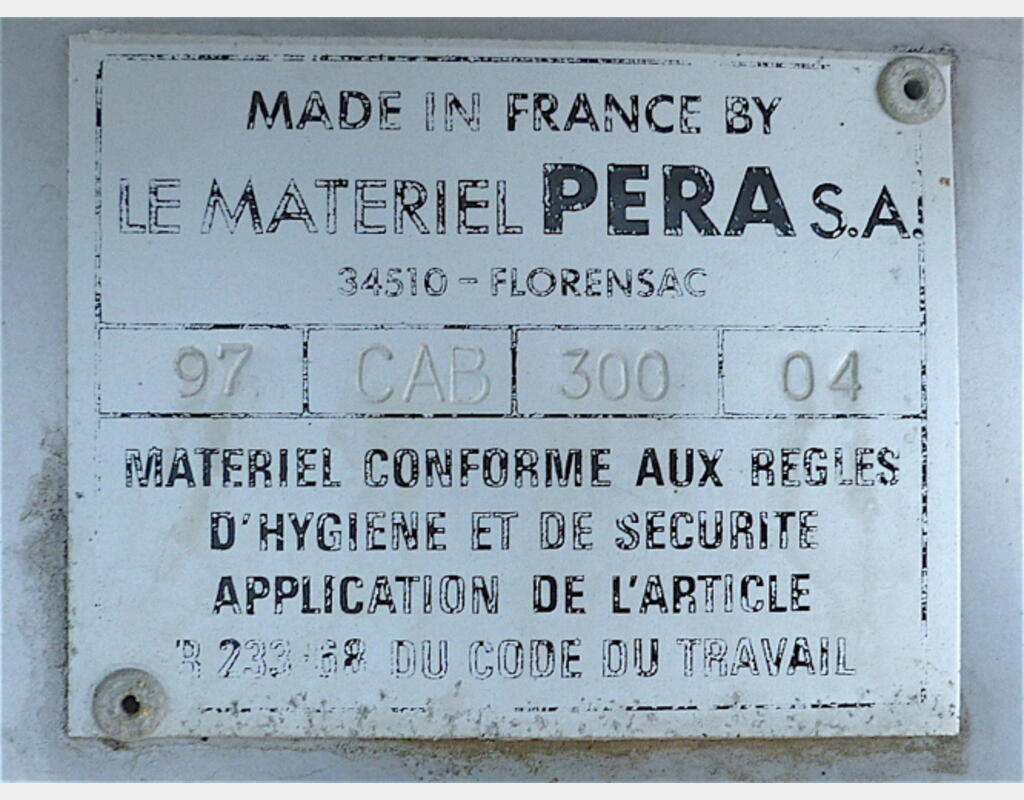 MADE IN FRANCE BY
LE MATERIEL PERA S.A.
34510 - FLORENSAC
97 CAB 300 04
MATERIEL CONFORME AUX REGLES
D'HYGIENE ET DE SECURITE
APPLICATION DE L'ARTICLE
R 233-68 DU CODE DU TRAVAIL